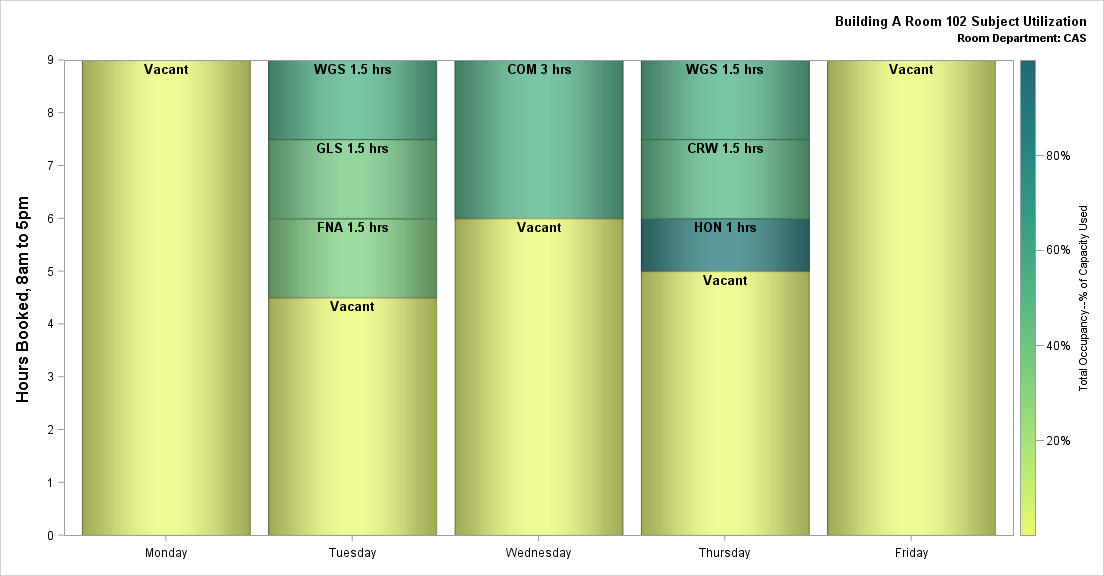 Building A Room 102 Subject Utilization
Room Department: CAS
Hours Booked, 8am to 5pm
9
8
7
6
5
4
3
2
1
0
Vacant
WGS 1.5 hrs
GLS 1.5 hrs
FNA 1.5 hrs
Vacant
COM 3 hrs
Vacant
WGS 1.5 hrs
CRW 1.5 hrs
HON 1 hrs
Vacant
Vacant
Monday
Tuesday
Wednesday
Thursday
Friday
80%
60%
40%
20%
Total Occupancy--% of Capacity Used